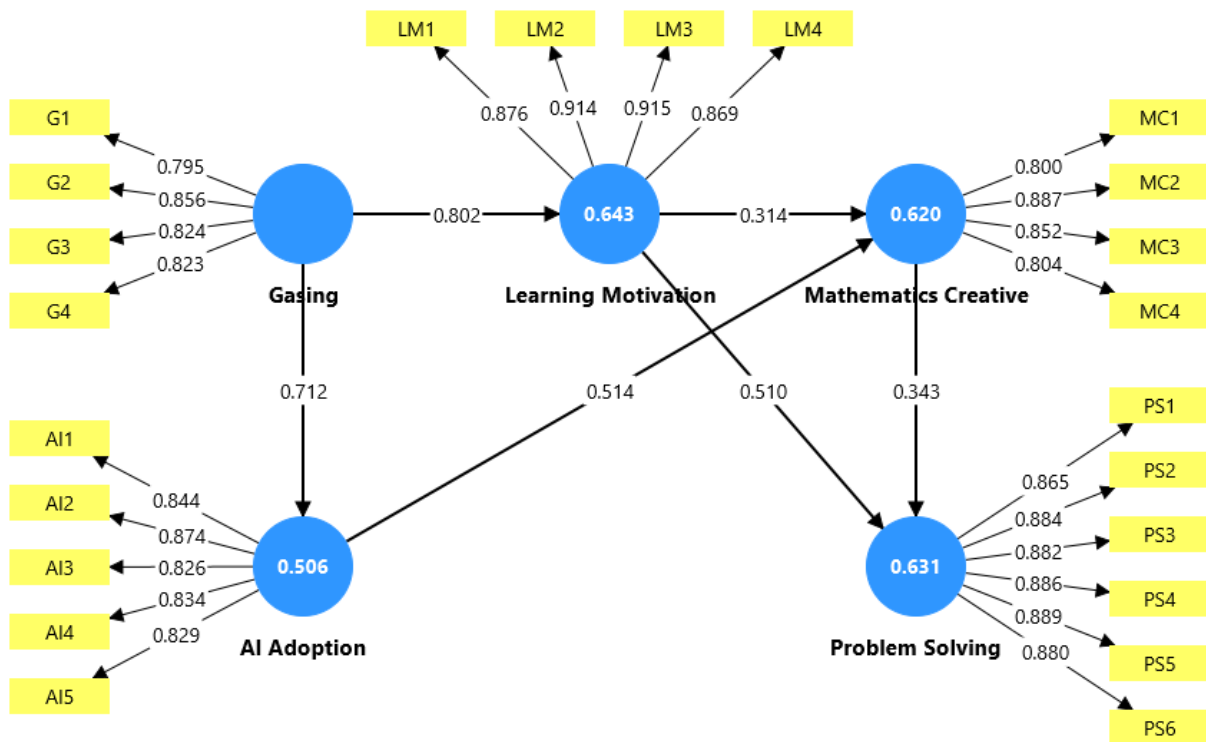 LM1 LM2 LM3 LM4
0.876 0.914 0.915 0.869
G1
G2
G3
G4
0.795
0.856
0.824
0.823
MC1
MC2
MC3
MC4
0.800
0.887
0.852
0.804
0.802 0.643 0.314 0.620
Gasing Learning Motivation Mathematics Creative
0.712 0.514 0.510 0.343
AI1
AI2
AI3
AI4
AI5
0.844
0.874
0.826
0.834
0.829
0.506
AI Adoption
0.631
Problem Solving
0.865
0.884
0.882
0.886
0.889
0.880
PS1
PS2
PS3
PS4
PS5
PS6